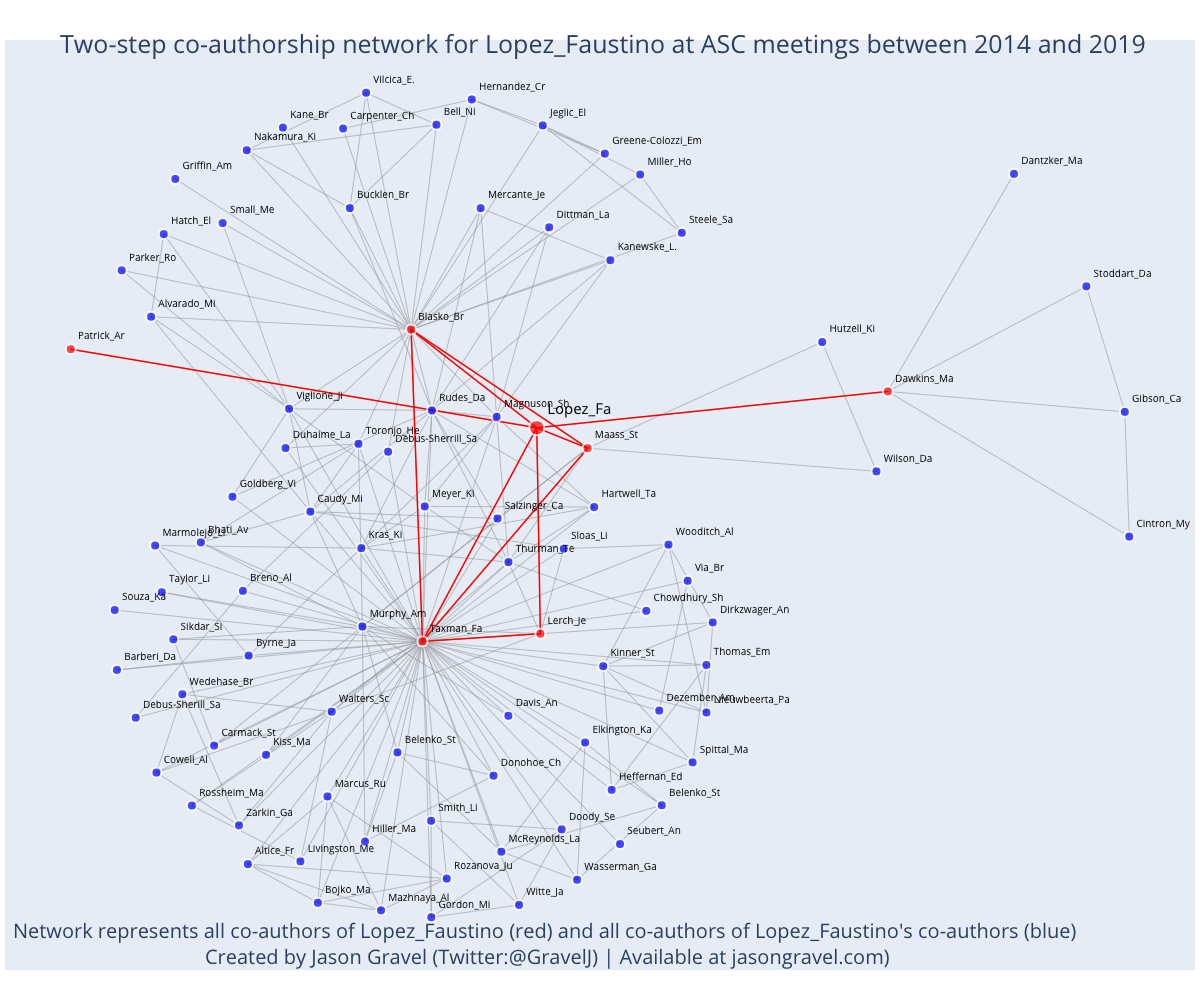 Two-step co-authorship network for Lopez_Faustino at ASC meetings between 2014 and 2019
Vilcica_E.
Hernandez_Cr
Kane_Br
Carpenter_Ch
Bell_Ni
Jeglic_El
Nakamura_Ki
Greene-Colozzi_Em
Griffin_Am
Miller_Ho
Dantzker_Ma
Bucklen_Br
Mercante_Je
Small_Me
Dittman_La
Hatch_El
Steele_Sa
Kanewske_L.
Parker_Ro
Stoddart_Da
Alvarado_Mi
Blasko_Br
Patrick_Ar
Hutzell_Ki
Dawkins_Ma
Viglione_Ji
Rudes_Da
Magnuson_Sh
Lopez_Fa
Gibson_Ca
Duhaime_La
Toronjo_He
Debus-Sherrill_Sa
Maass_St
Wilson_Da
Goldberg_Vi
Caudy_Mi
Meyer_Ki
Salzinger_Ca
Hartwell_Ta
Cintron_My
Marmolejo_Li
Bhati_Av
Kras_Ki
Sloas_Li
Wooditch_Al
Thurman_Te
Via_Br
Taylor_Li
Breno_Al
Souza_Ka
Chowdhury_Sh
Murphy_Am
Dirkzwager_An
Sikdar_Si
Taxman_Fa
Lerch_Je
Barberi_Da
Byrne_Ja
Kinner_St
Thomas_Em
Wedehase_Br
Debus-Sherill_Sa
Walters_Sc
Davis_An
Dezember_Am
Nieuwbeerta_Pa
Carmack_St
Kiss_Ma
Belenko_St
Elkington_Ka
Spittal_Ma
Cowell_Al
Donohoe_Ch
Heffernan_Ed
Rossheim_Ma
Marcus_Ru
Belenko_St
Zarkin_Ga
Smith_Li
Hiller_Ma
Doody_Se
Seubert_An
McReynolds_La
Altice_Fr
Livingston_Me
Rozanova_Ju
Wasserman_Ga
Bojko_Ma
Mazhnaya_Al
Gordon_Mi
Witte_Ja
Network represents all co-authors of Lopez_Faustino (red) and all co-authors of Lopez_Faustino's co-authors (blue)
Created by Jason Gravel (Twitter:@GravelJ) | Available at jasongravel.com)